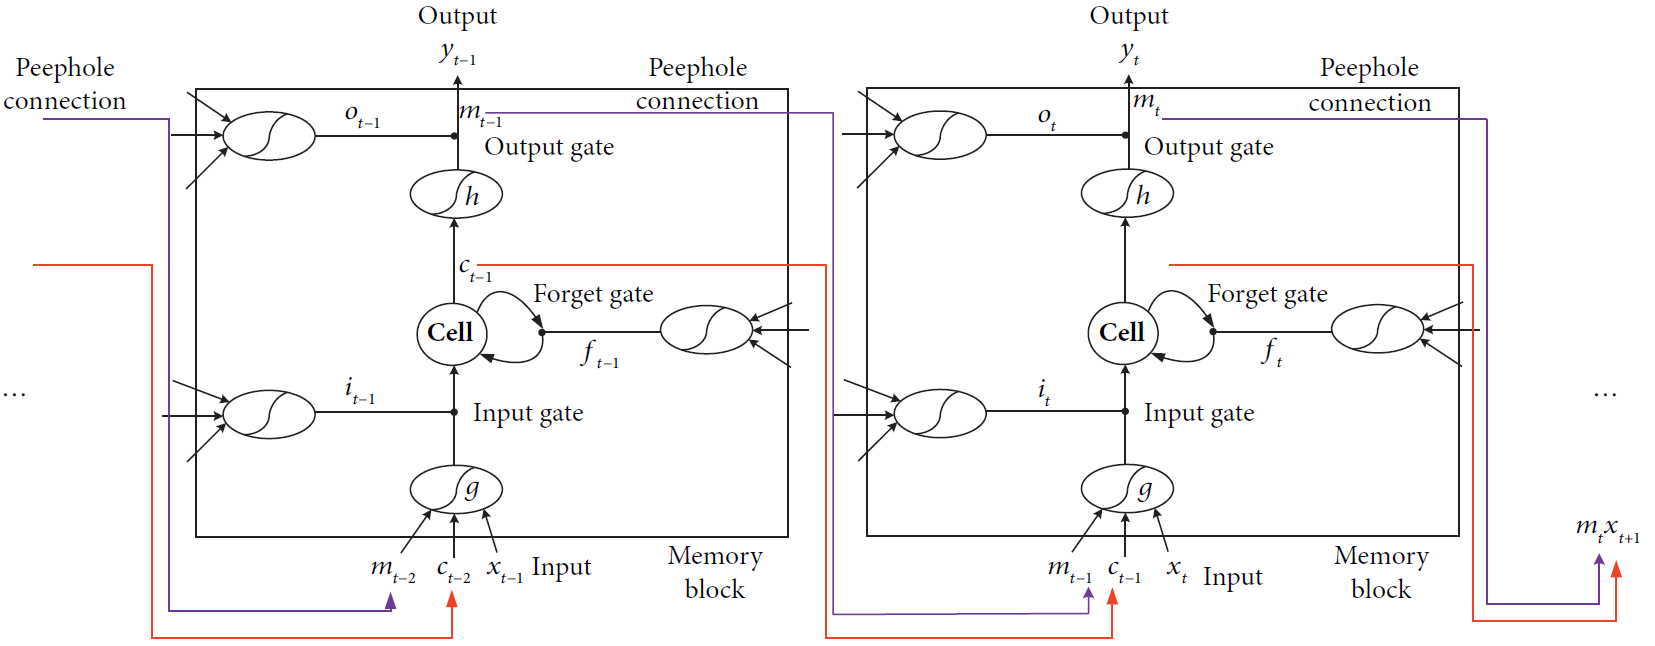 Output
y_{t−1}
Peephole
connection
Peephole
connection
o_{t−1}
m_{t−1}
Output gate
h
c_{t−1}
Forget gate
Cell
f_{t−1}
...
i_{t−1}
Input gate
g
m_{t−2} c_{t−2} x_{t−1} Input
Memory
block
Output
y_t
Peephole
connection
o_t
m_t
Output gate
h
Forget gate
Cell
f_t
i_t
Input gate
...
g
m_{t−1} c_{t−1} x_t Input
Memory
block
m_t x_{t+1}